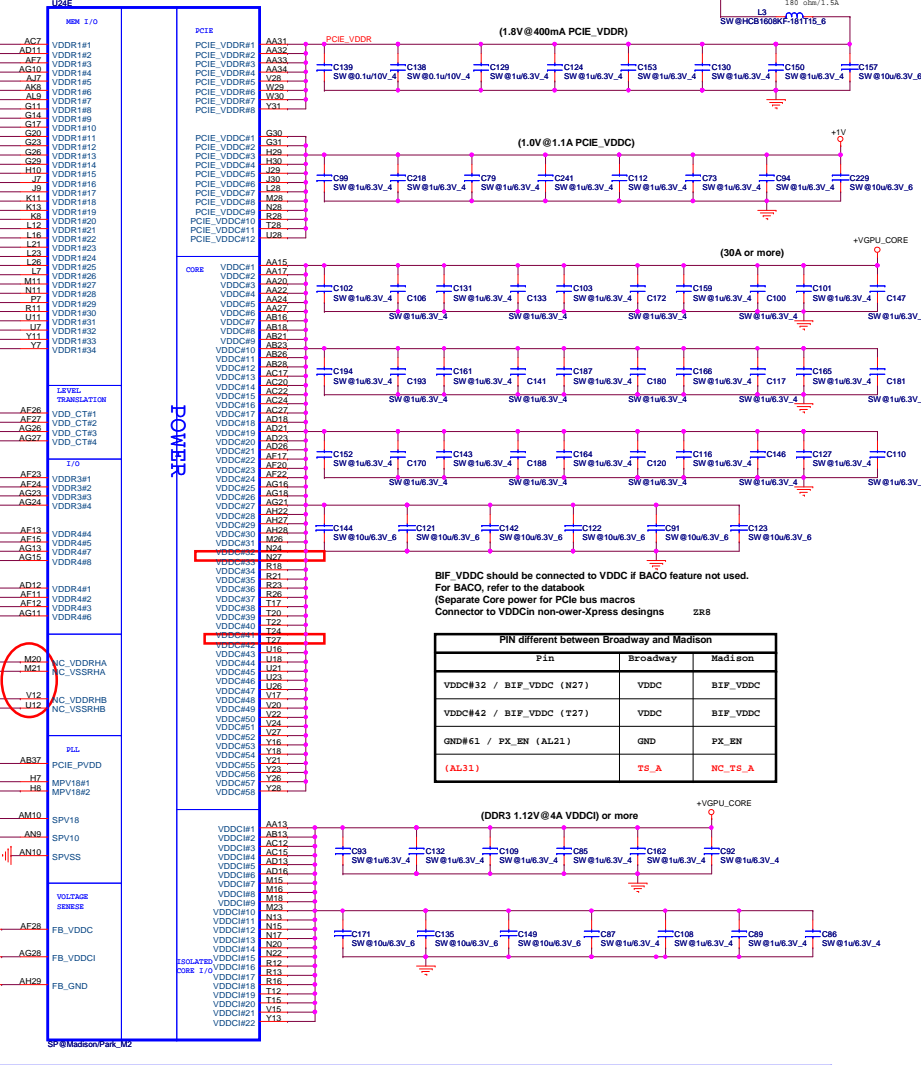 U24E
180 ohm/1.5A
L3
SW@HCB1608KF-181T15_6
MEM I/O
PCIE
AC7 VDDR1#1
AD11 VDDR1#2
AF7 VDDR1#3
AG10 VDDR1#4
AJ7 VDDR1#5
AK8 VDDR1#6
AL9 VDDR1#7
G11 VDDR1#8
G14 VDDR1#9
G17 VDDR1#10
G20 VDDR1#11
G23 VDDR1#12
G26 VDDR1#13
G29 VDDR1#14
H10 VDDR1#15
J7 VDDR1#16
J9 VDDR1#17
K11 VDDR1#18
K13 VDDR1#19
K8 VDDR1#20
L12 VDDR1#21
L16 VDDR1#22
L21 VDDR1#23
L23 VDDR1#24
L26 VDDR1#25
L7 VDDR1#26
M11 VDDR1#27
N11 VDDR1#28
P7 VDDR1#29
R11 VDDR1#30
U11 VDDR1#31
U7 VDDR1#32
Y11 VDDR1#33
Y7 VDDR1#34
LEVEL
TRANSLATION
AF26 VDD_CT#1
AF27 VDD_CT#2
AG26 VDD_CT#3
AG27 VDD_CT#4
I/O
AF23 VDDR3#1
AF24 VDDR3#2
AG23 VDDR3#3
AG24 VDDR3#4
AF13 VDDR4#4
AF15 VDDR4#5
AG13 VDDR4#7
AG15 VDDR4#8
AD12 VDDR4#1
AF11 VDDR4#2
AF12 VDDR4#3
AG11 VDDR4#6
M20 NC_VDDRHA
M21 NC_VSSRHA
V12 NC_VDDRHB
U12 NC_VSSRHB
PLL
AB37 PCIE_PVDD
H7 MPV18#1
H8 MPV18#2
AM10 SPV18
AN9 SPV10
AN10 SPVSS
VOLTAGE
SENESE
AF28 FB_VDDC
AG28 FB_VDDCI
AH29 FB_GND
SP@Madison/Park_M2
POWER
PCIE_VDDR#1 AA31 PCIE_VDDR
PCIE_VDDR#2 AA32
PCIE_VDDR#3 AA33
PCIE_VDDR#4 AA34
PCIE_VDDR#5 V28
PCIE_VDDR#6 W29
PCIE_VDDR#7 W30
PCIE_VDDR#8 Y31
PCIE_VDDC#1 G30
PCIE_VDDC#2 G31
PCIE_VDDC#3 H29
PCIE_VDDC#4 H30
PCIE_VDDC#5 J29
PCIE_VDDC#6 J30
PCIE_VDDC#7 L28
PCIE_VDDC#8 M28
PCIE_VDDC#9 N28
PCIE_VDDC#10 R28
PCIE_VDDC#11 T28
PCIE_VDDC#12 U28
CORE
VDDC#1 AA15
VDDC#2 AA17
VDDC#3 AA20
VDDC#4 AA22
VDDC#5 AA24
VDDC#6 AA27
VDDC#7 AB16
VDDC#8 AB18
VDDC#9 AB21
VDDC#10 AB23
VDDC#11 AB26
VDDC#12 AB28
VDDC#13 AC17
VDDC#14 AC20
VDDC#15 AC22
VDDC#16 AC24
VDDC#17 AC27
VDDC#18 AD18
VDDC#19 AD21
VDDC#20 AD23
VDDC#21 AD26
VDDC#22 AF17
VDDC#23 AF20
VDDC#24 AF22
VDDC#25 AG16
VDDC#26 AG18
VDDC#27 AG21
VDDC#28 AH22
VDDC#29 AH27
VDDC#30 AH28
VDDC#31 M26
VDDC#32 N24
VDDC#33 N27
VDDC#34 R18
VDDC#35 R21
VDDC#36 R23
VDDC#37 R26
VDDC#38 T17
VDDC#39 T20
VDDC#40 T22
VDDC#41 T24
VDDC#42 T27
VDDC#43 U16
VDDC#44 U18
VDDC#45 U21
VDDC#46 U23
VDDC#47 U26
VDDC#48 V17
VDDC#49 V20
VDDC#50 V22
VDDC#51 V24
VDDC#52 V27
VDDC#53 Y16
VDDC#54 Y18
VDDC#55 Y21
VDDC#56 Y23
VDDC#57 Y26
VDDC#58 Y28
ISOLATED
CORE I/O
VDDCI#1 AA13
VDDCI#2 AB13
VDDCI#3 AC12
VDDCI#4 AC15
VDDCI#5 AD13
VDDCI#6 AD16
VDDCI#7 M15
VDDCI#8 M16
VDDCI#9 M18
VDDCI#10 M23
VDDCI#11 N13
VDDCI#12 N15
VDDCI#13 N17
VDDCI#14 N20
VDDCI#15 N22
VDDCI#16 R12
VDDCI#17 R13
VDDCI#18 R16
VDDCI#19 T12
VDDCI#20 T15
VDDCI#21 V15
VDDCI#22 Y13
(1.8V@400mA PCIE_VDDR)
C139 C138 C129 C124 C153 C130 C150 C157
SW@0.1u/10V_4 SW@0.1u/10V_4 SW@1u/6.3V_4 SW@1u/6.3V_4 SW@1u/6.3V_4 SW@1u/6.3V_4 SW@1u/6.3V_4 SW@10u/6.3V_6
(1.0V@1.1A PCIE_VDDC)
+1V
C99 C218 C79 C241 C112 C73 C94 C229
SW@1u/6.3V_4 SW@1u/6.3V_4 SW@1u/6.3V_4 SW@1u/6.3V_4 SW@1u/6.3V_4 SW@1u/6.3V_4 SW@1u/6.3V_4 SW@10u/6.3V_6
+VGPU_CORE
(30A or more)
C102 C131 C103 C159 C101
SW@1u/6.3V_4 C106 SW@1u/6.3V_4 C133 SW@1u/6.3V_4 C172 SW@1u/6.3V_4 C100 SW@1u/6.3V_4 C147
SW@1u/6.3V_4 SW@1u/6.3V_4 SW@1u/6.3V_4 SW@1u/6.3V_4 SW@1u/6.3V_
C194 C161 C187 C166 C165
SW@1u/6.3V_4 C193 SW@1u/6.3V_4 C141 SW@1u/6.3V_4 C180 SW@1u/6.3V_4 C117 SW@1u/6.3V_4 C181
SW@1u/6.3V_4 SW@1u/6.3V_4 SW@1u/6.3V_4 SW@1u/6.3V_4 SW@1u/6.3V_
C152 C143 C164 C116 C127 C110
SW@1u/6.3V_4 C170 SW@1u/6.3V_4 C188 SW@1u/6.3V_4 C120 SW@1u/6.3V_4 C146 SW@1u/6.3V_4
SW@1u/6.3V_4 SW@1u/6.3V_4 SW@1u/6.3V_4 SW@1u/6.3V_4 SW@1u/6.3V_
C144 C121 C142 C122 C91 C123
SW@10u/6.3V_6 SW@10u/6.3V_6 SW@10u/6.3V_6 SW@10u/6.3V_6 SW@10u/6.3V_6 SW@10u/6.3V_6
BIF_VDDC should be connected to VDDC if BACO feature not used.
For BACO, refer to the databook
(Separate Core power for PCIe bus macros
Connector to VDDCin non-ower-Xpress desingns ZR8
PIN different between Broadway and Madison
Pin Broadway Madison
VDDC#32 / BIF_VDDC (N27) VDDC BIF_VDDC
VDDC#42 / BIF_VDDC (T27) VDDC BIF_VDDC
GND#61 / PX_EN (AL21) GND PX_EN
(AL31) TS_A NC_TS_A
+VGPU_CORE
(DDR3 1.12V@4A VDDCI) or more
C93 C132 C109 C85 C162 C92
SW@1u/6.3V_4 SW@1u/6.3V_4 SW@1u/6.3V_4 SW@1u/6.3V_4 SW@1u/6.3V_4 SW@1u/6.3V_4
C171 C135 C149 C87 C108 C89 C86
SW@10u/6.3V_6 SW@10u/6.3V_6 SW@10u/6.3V_6 SW@1u/6.3V_4 SW@1u/6.3V_4 SW@1u/6.3V_4 SW@1u/6.3V_4